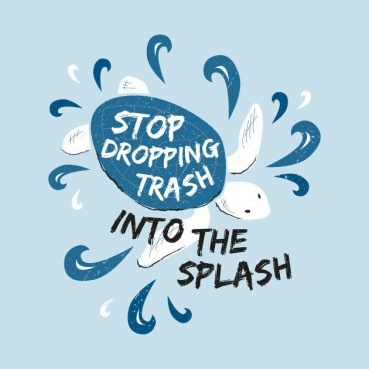 STOP
DROPPING
TRASH
INTO THE
SPLASH